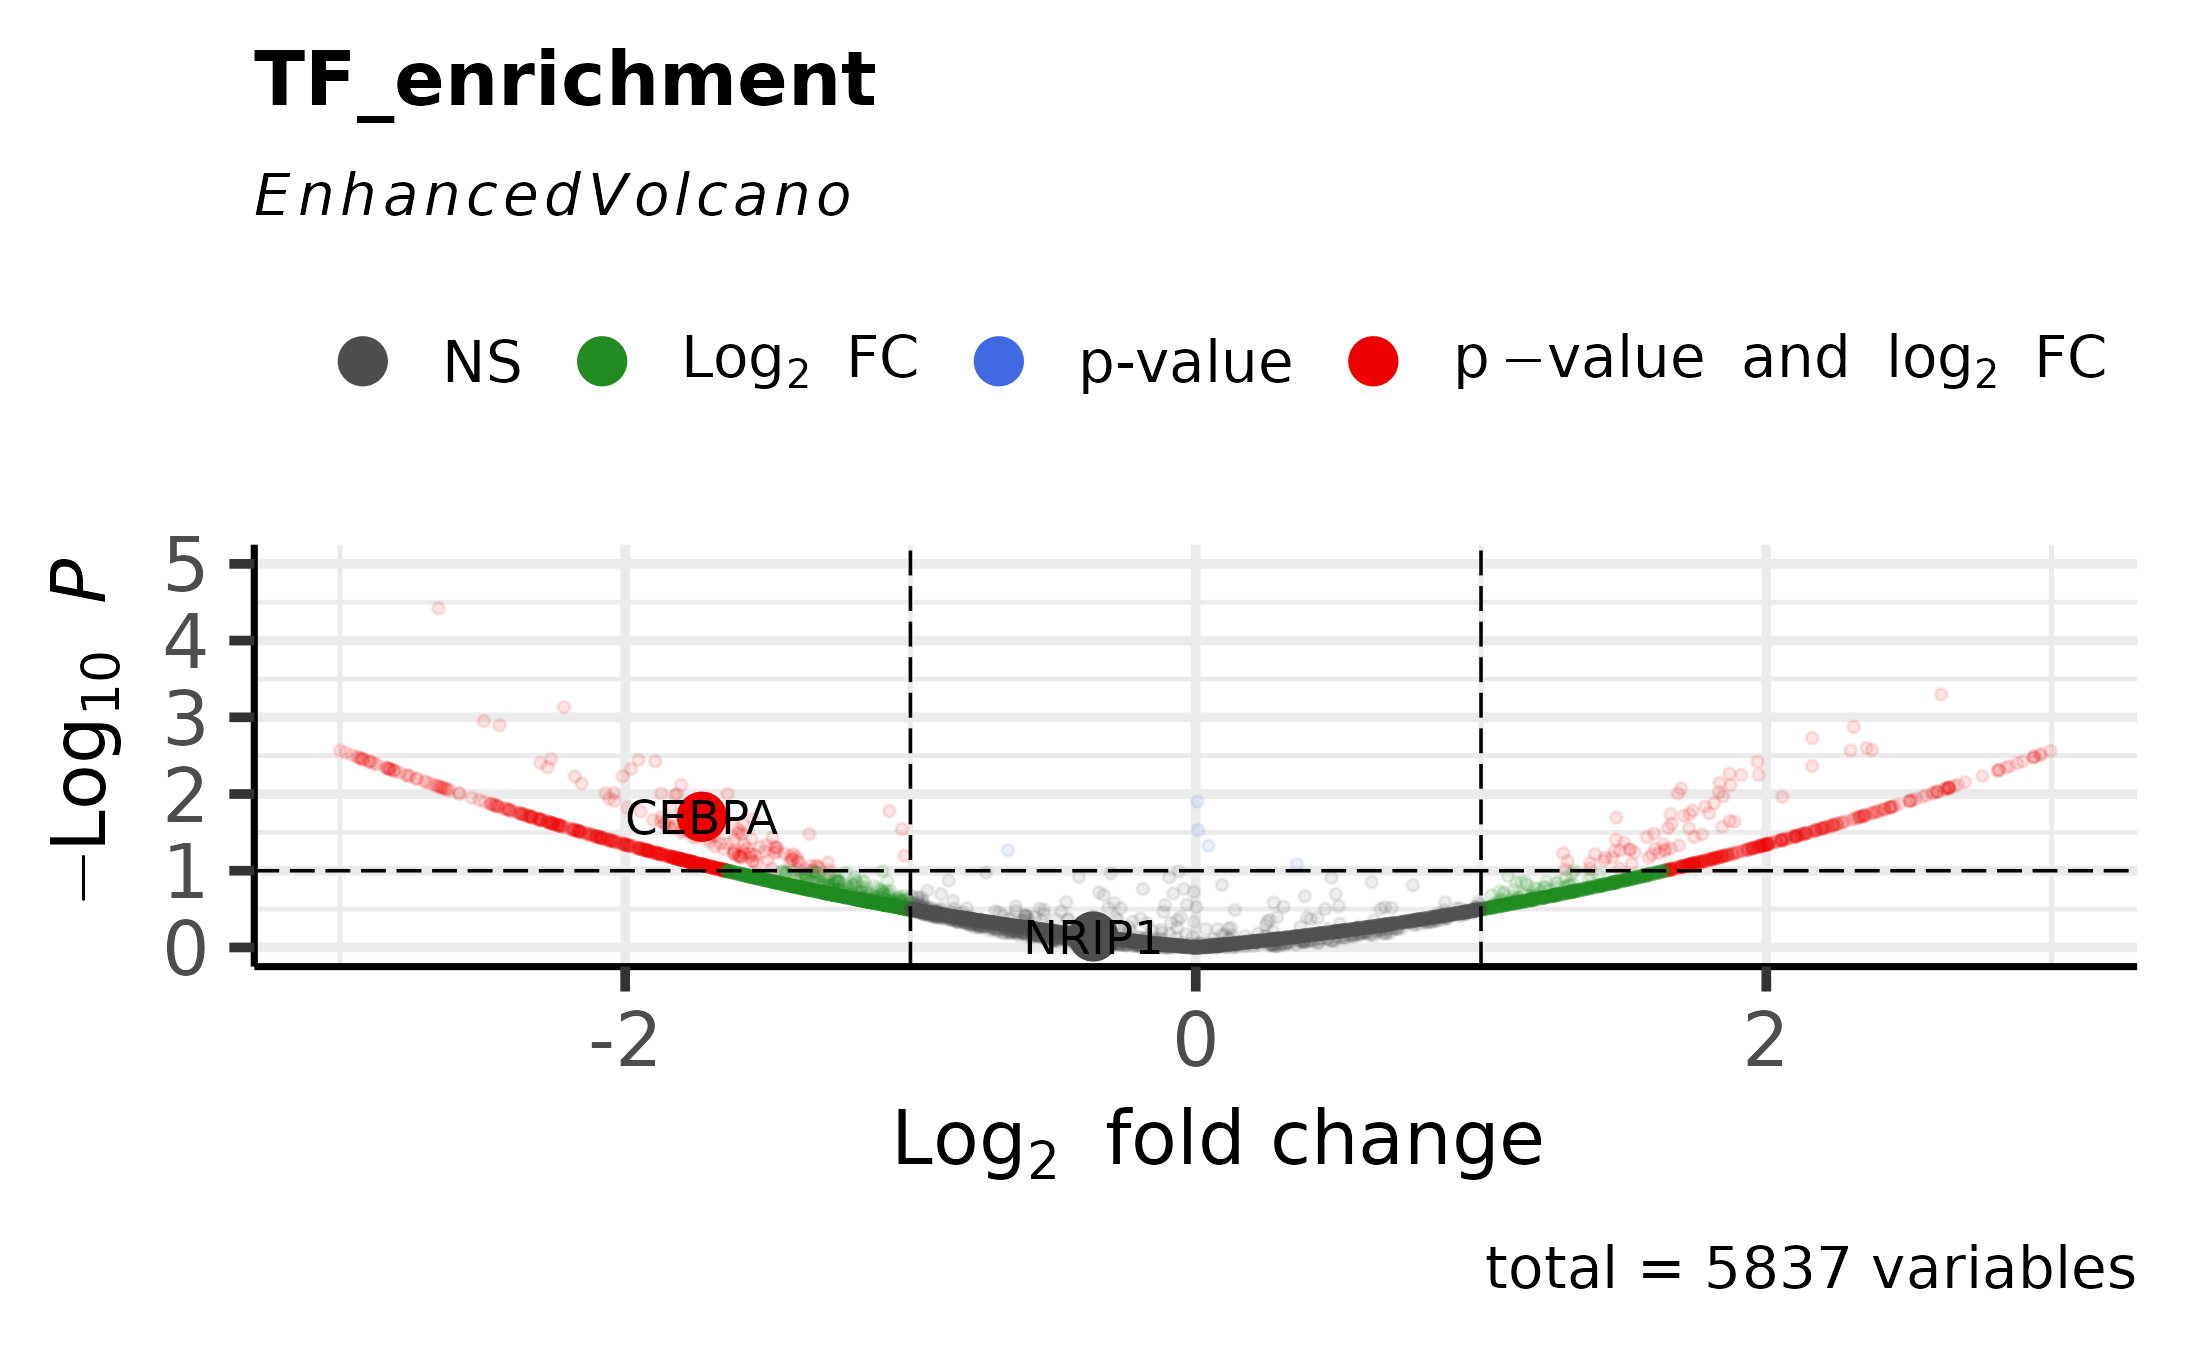 TF_enrichment
EnhancedVolcano
NS Log₂ FC p-value p−value and log₂ FC
−Log₁₀ P
5
4
3
2
1
0
CEBPA
NRIP1
-2 0 2
Log₂ fold change
total = 5837 variables